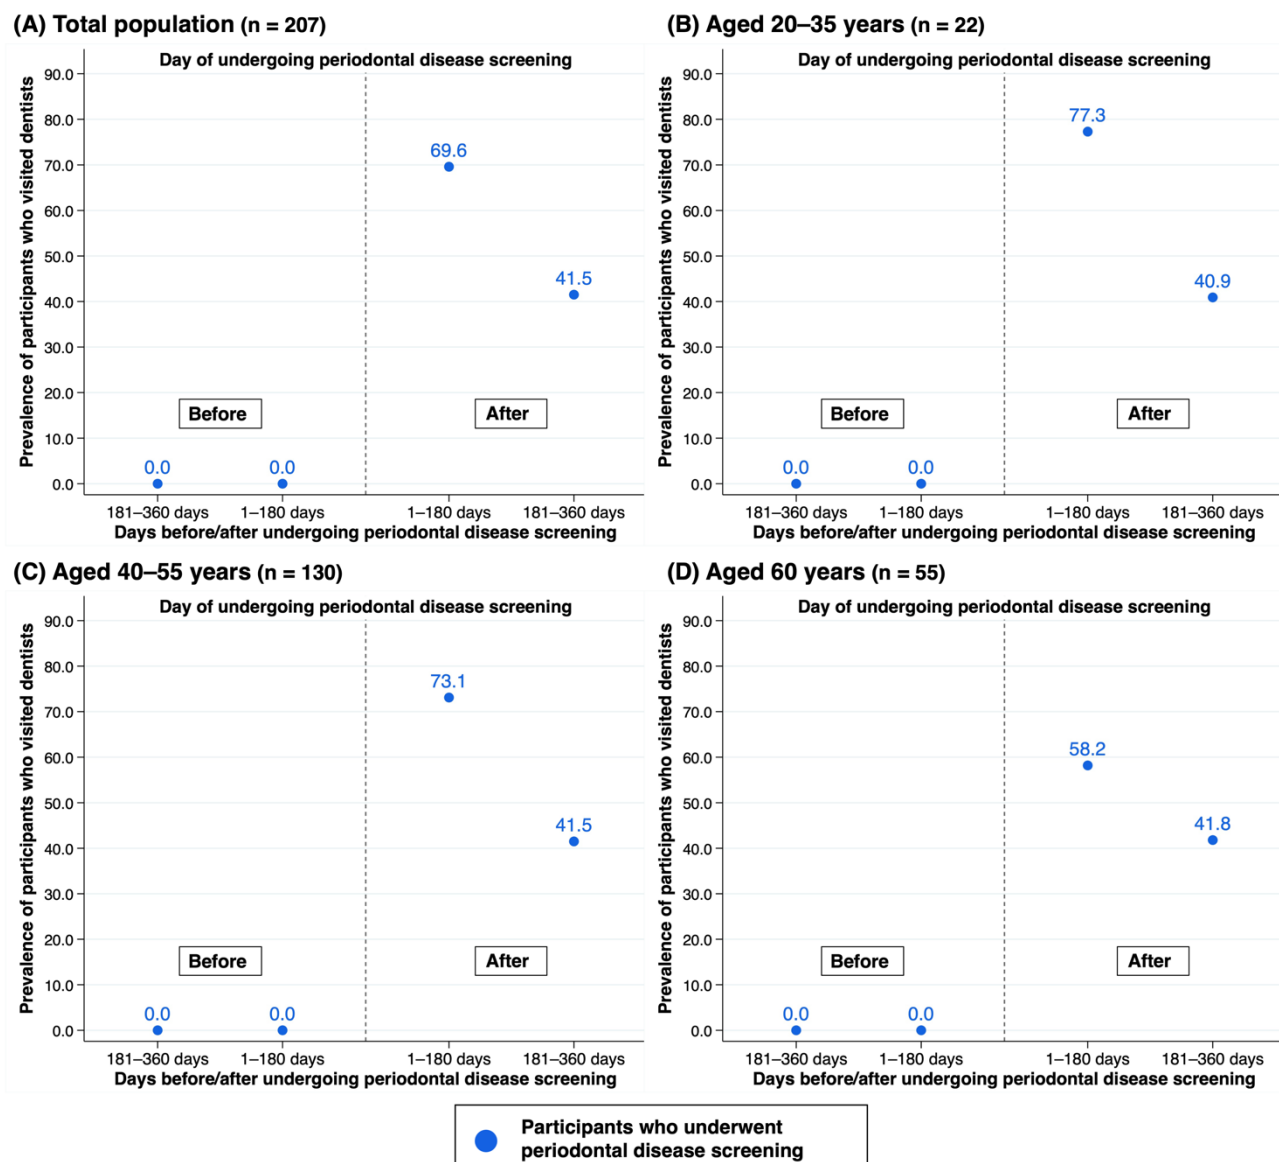 (A) Total population (n = 207)
Day of undergoing periodontal disease screening
Prevalence of participants who visited dentists
90.0
80.0
70.0
60.0
50.0
40.0
30.0
20.0
10.0
0.0
69.6
41.5
Before
After
0.0
0.0
181–360 days
1–180 days
1–180 days
181–360 days
Days before/after undergoing periodontal disease screening
(B) Aged 20–35 years (n = 22)
Day of undergoing periodontal disease screening
Prevalence of participants who visited dentists
90.0
80.0
70.0
60.0
50.0
40.0
30.0
20.0
10.0
0.0
77.3
40.9
Before
After
0.0
0.0
181–360 days
1–180 days
1–180 days
181–360 days
Days before/after undergoing periodontal disease screening
(C) Aged 40–55 years (n = 130)
Day of undergoing periodontal disease screening
Prevalence of participants who visited dentists
90.0
80.0
70.0
60.0
50.0
40.0
30.0
20.0
10.0
0.0
73.1
41.5
Before
After
0.0
0.0
181–360 days
1–180 days
1–180 days
181–360 days
Days before/after undergoing periodontal disease screening
(D) Aged 60 years (n = 55)
Day of undergoing periodontal disease screening
Prevalence of participants who visited dentists
90.0
80.0
70.0
60.0
50.0
40.0
30.0
20.0
10.0
0.0
58.2
41.8
Before
After
0.0
0.0
181–360 days
1–180 days
1–180 days
181–360 days
Days before/after undergoing periodontal disease screening
Participants who underwent
periodontal disease screening